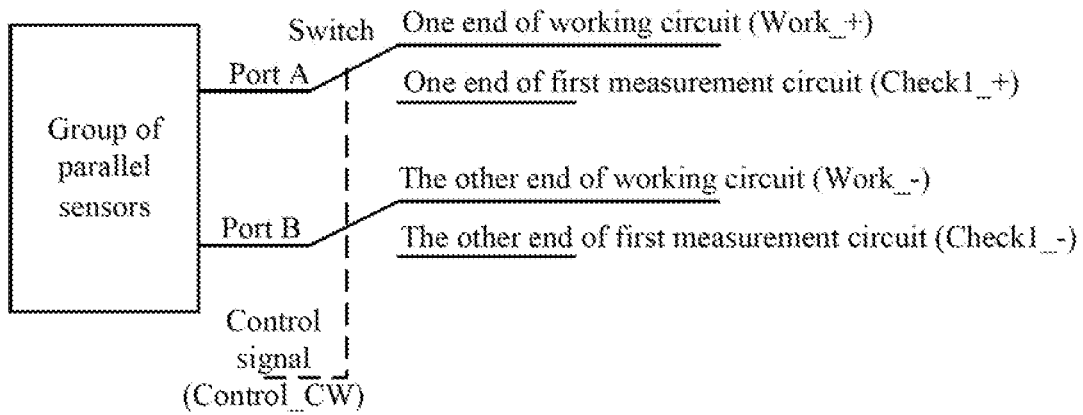 Switch
One end of working circuit (Work_+)
Port A
One end of first measurement circuit (Check1_+)
Group of
parallel
sensors
The other end of working circuit (Work_-)
Port B
The other end of first measurement circuit (Check1_-)
Control
signal
(Control_CW)